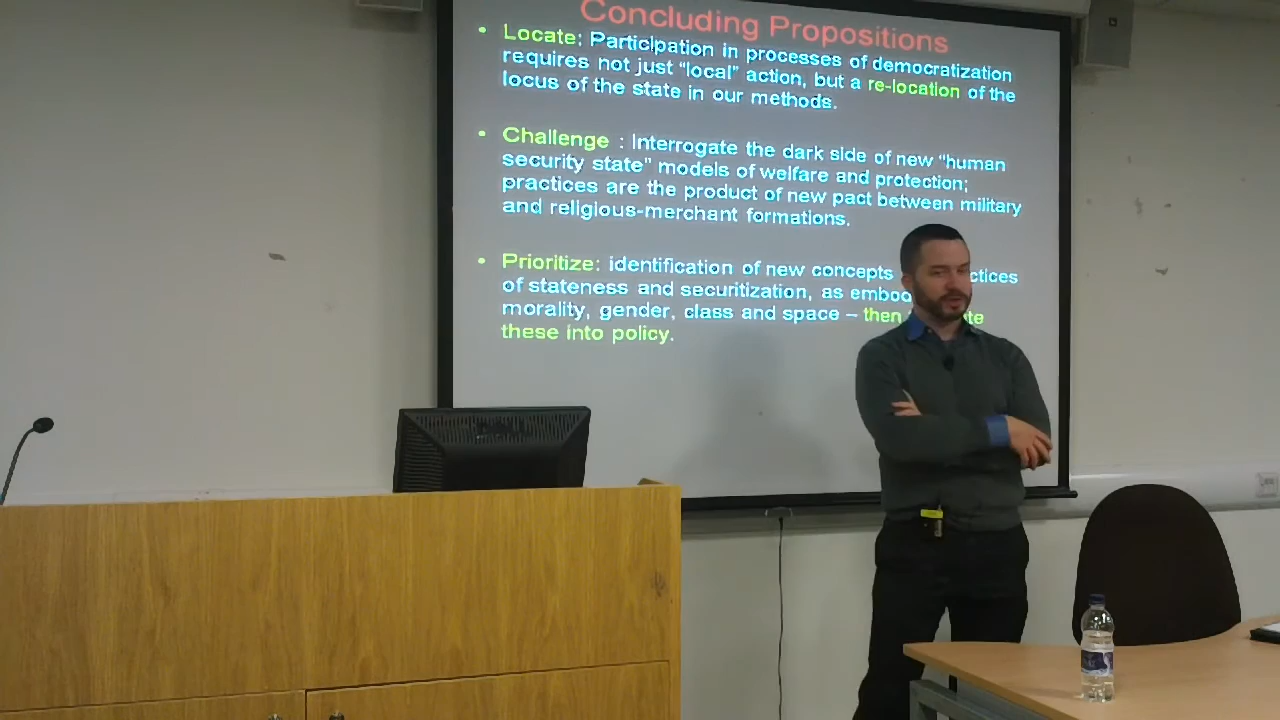 Concluding Propositions
• Locate: Participation in processes of democratization
requires not just "local" action, but a re-location of the
locus of the state in our methods.
• Challenge : Interrogate the dark side of new "human
security state" models of welfare and protection;
practices are the product of new pact between military
and religious-merchant formations.
• Prioritize: identification of new concepts
of stateness and securitization, as
morality, gender, class and space – then
these into policy.
DELL